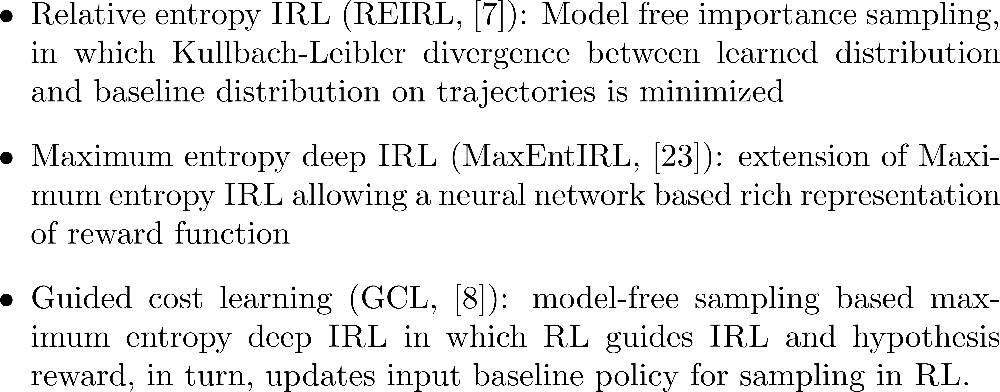 • Relative entropy IRL (REIRL, [7]): Model free importance sampling,
in which Kullbach-Leibler divergence between learned distribution
and baseline distribution on trajectories is minimized
• Maximum entropy deep IRL (MaxEntIRL, [23]): extension of Maxi-
mum entropy IRL allowing a neural network based rich representation
of reward function
• Guided cost learning (GCL, [8]): model-free sampling based max-
imum entropy deep IRL in which RL guides IRL and hypothesis
reward, in turn, updates input baseline policy for sampling in RL.